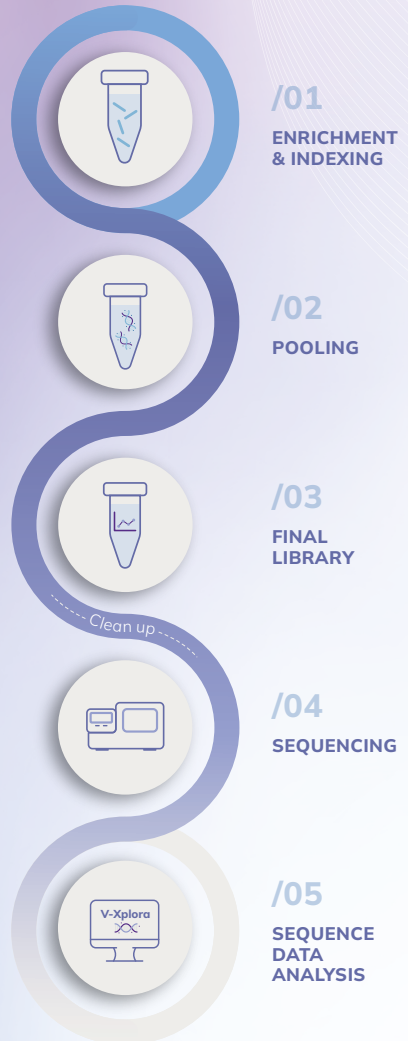 /01
ENRICHMENT
& INDEXING
/02
POOLING
/03
FINAL
LIBRARY
Clean up
/04
SEQUENCING
V-Xplora
/05
SEQUENCE
DATA
ANALYSIS